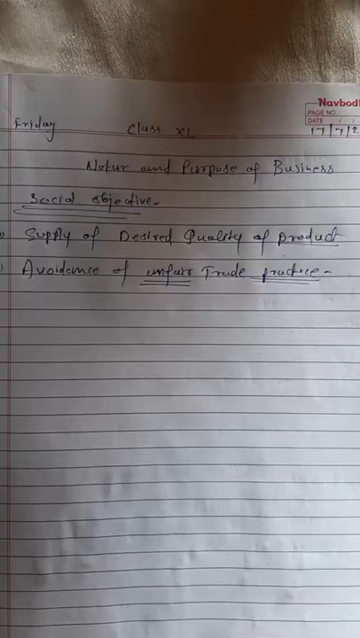 Navbod
PAGE NO.
DATE
Friday Class XI 17/7/2
Natur and Purpose of Business
Social objective-
Supply of Desired Quality of Product
Avoidence of unfair Trade practice-